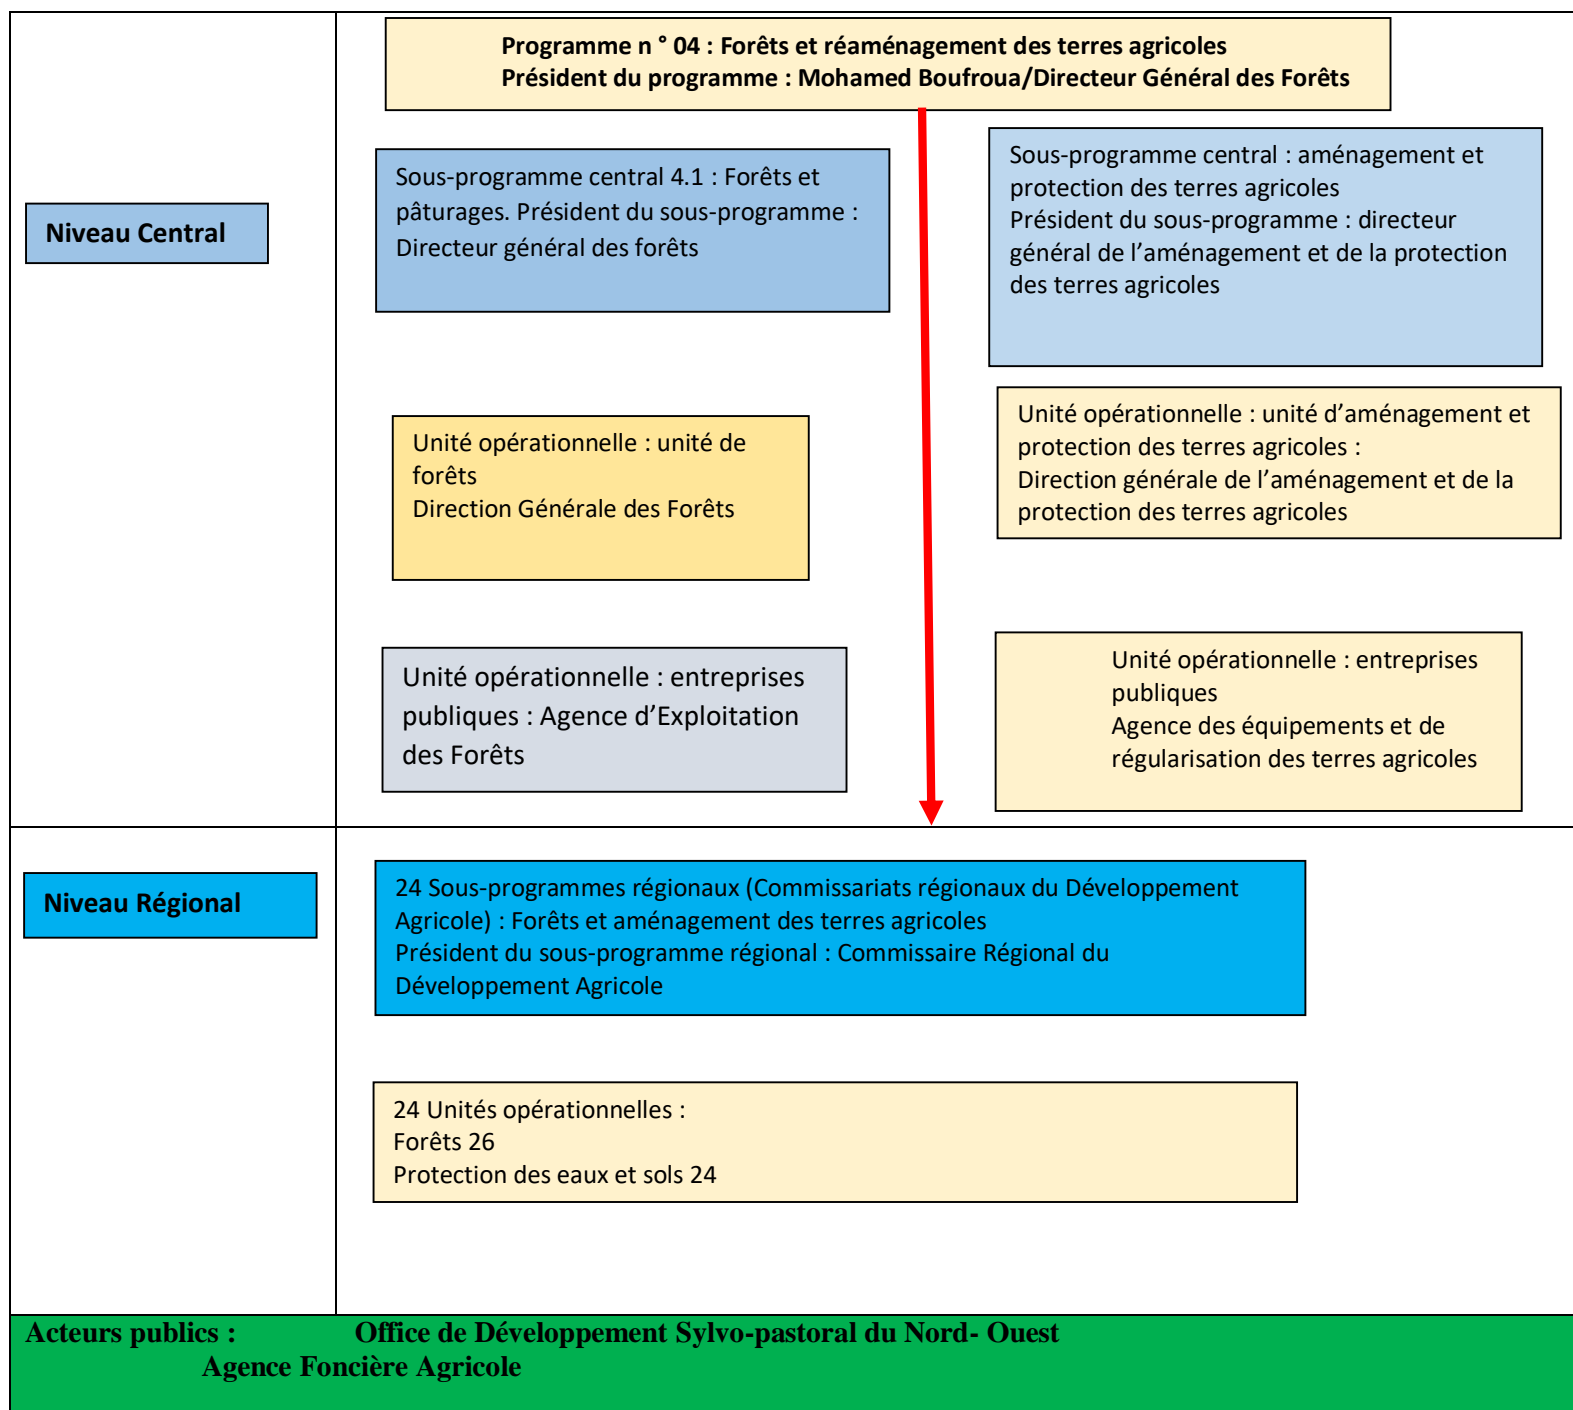 Programme n ° 04 : Forêts et réaménagement des terres agricoles
Président du programme : Mohamed Boufroua/Directeur Général des Forêts
Niveau Central
Sous-programme central 4.1 : Forêts et
pâturages. Président du sous-programme :
Directeur général des forêts
Sous-programme central : aménagement et
protection des terres agricoles
Président du sous-programme : directeur
général de l’aménagement et de la protection
des terres agricoles
Unité opérationnelle : unité de
forêts
Direction Générale des Forêts
Unité opérationnelle : unité d’aménagement et
protection des terres agricoles :
Direction générale de l’aménagement et de la
protection des terres agricoles
Unité opérationnelle : entreprises
publiques : Agence d’Exploitation
des Forêts
Unité opérationnelle : entreprises
publiques
Agence des équipements et de
régularisation des terres agricoles
Niveau Régional
24 Sous-programmes régionaux (Commissariats régionaux du Développement
Agricole) : Forêts et aménagement des terres agricoles
Président du sous-programme régional : Commissaire Régional du
Développement Agricole
24 Unités opérationnelles :
Forêts 26
Protection des eaux et sols 24
Acteurs publics : Office de Développement Sylvo-pastoral du Nord- Ouest
Agence Foncière Agricole